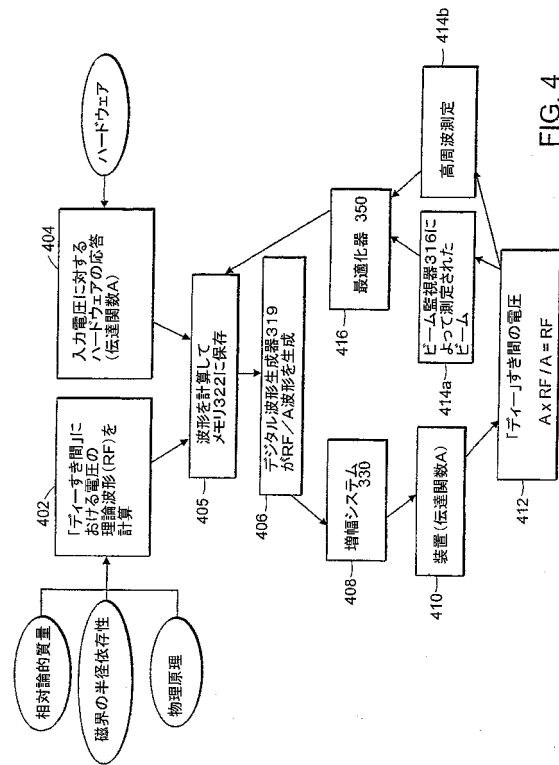 相対論的質量
磁界の半径依存性
物理原理
402
「ディーすき間」に
おける電圧の
理論波形(RF)を
計算
404
入力電圧に対する
ハードウェアの応答
(伝達関数A)
ハードウェア
405
波形を計算して
メモリ322に保存
406
デジタル波形生成器319
がRF/A波形を生成
408
増幅システム
330
410
装置(伝達関数A)
412
「ディー」すき間の電圧
A x RF / A = RF
414a
ビーム監視器316に
よって測定された
ビーム
414b
高周波測定
416
最適化器 350
FIG. 4